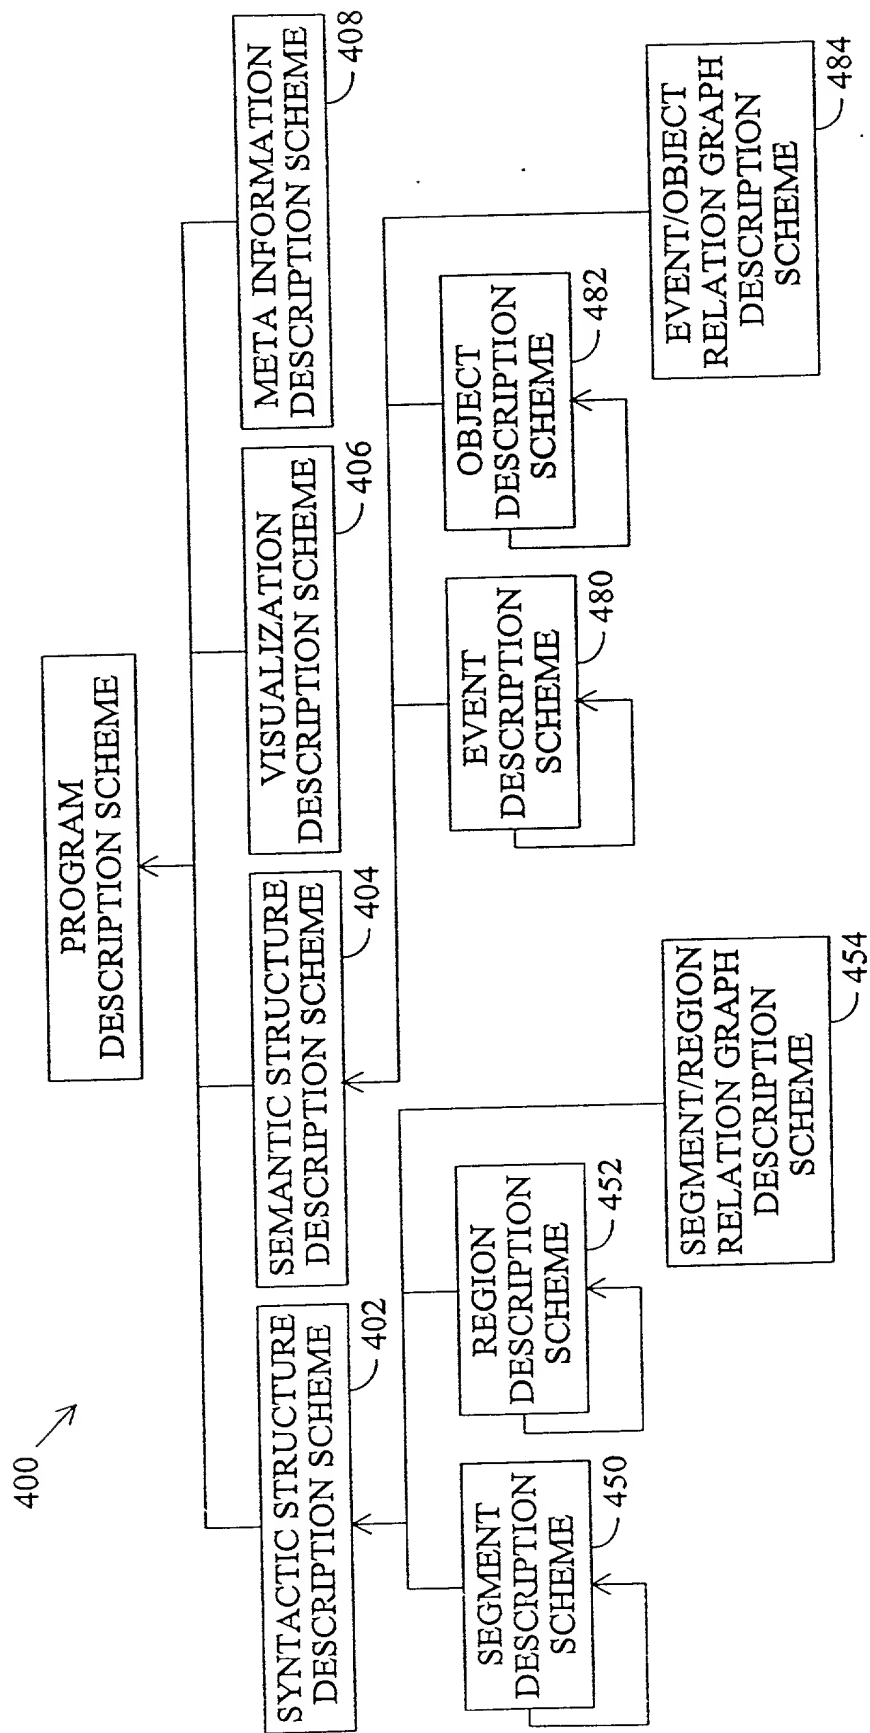 400
PROGRAM
DESCRIPTION SCHEME
SYNTACTIC STRUCTURE
DESCRIPTION SCHEME
402
SEMANTIC STRUCTURE
DESCRIPTION SCHEME
404
VISUALIZATION
DESCRIPTION SCHEME
406
META INFORMATION
DESCRIPTION SCHEME
408
SEGMENT
DESCRIPTION
SCHEME
450
REGION
DESCRIPTION
SCHEME
452
SEGMENT/REGION
RELATION GRAPH
DESCRIPTION
SCHEME
454
EVENT
DESCRIPTION
SCHEME
480
OBJECT
DESCRIPTION
SCHEME
482
EVENT/OBJECT
RELATION GRAPH
DESCRIPTION
SCHEME
484